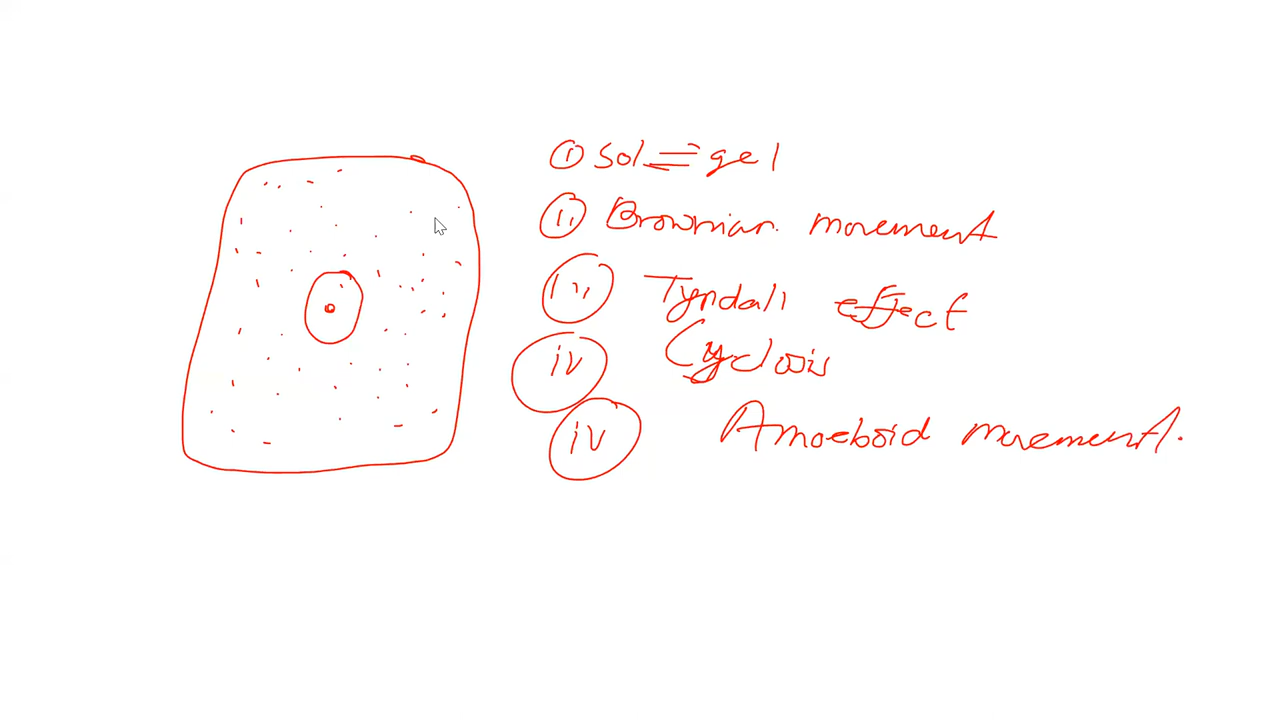 (i) Sol ⇌ gel
(ii) Brownian movement
(iii) Tyndall effect
(iv) Cyclosis
(iv) Amoeboid movement.